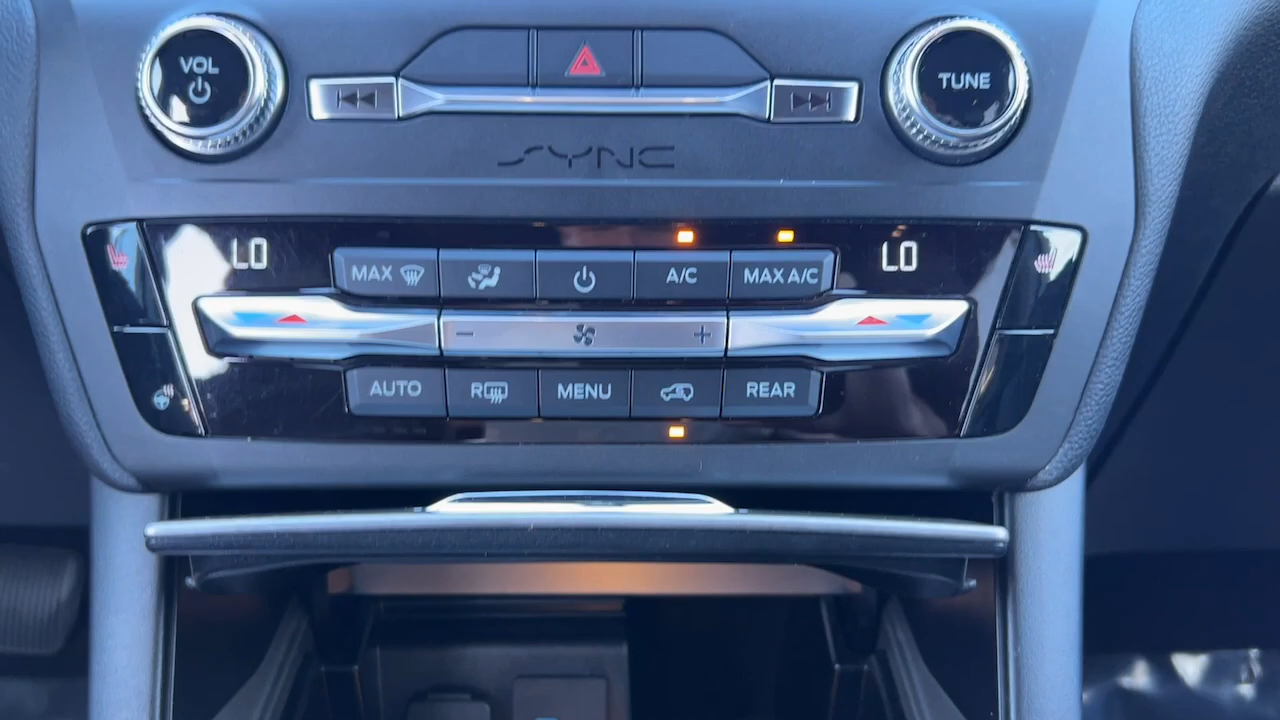 VOL
TUNE
SYNC
LO
LO
MAX
A/C
MAX A/C
AUTO
R
MENU
REAR